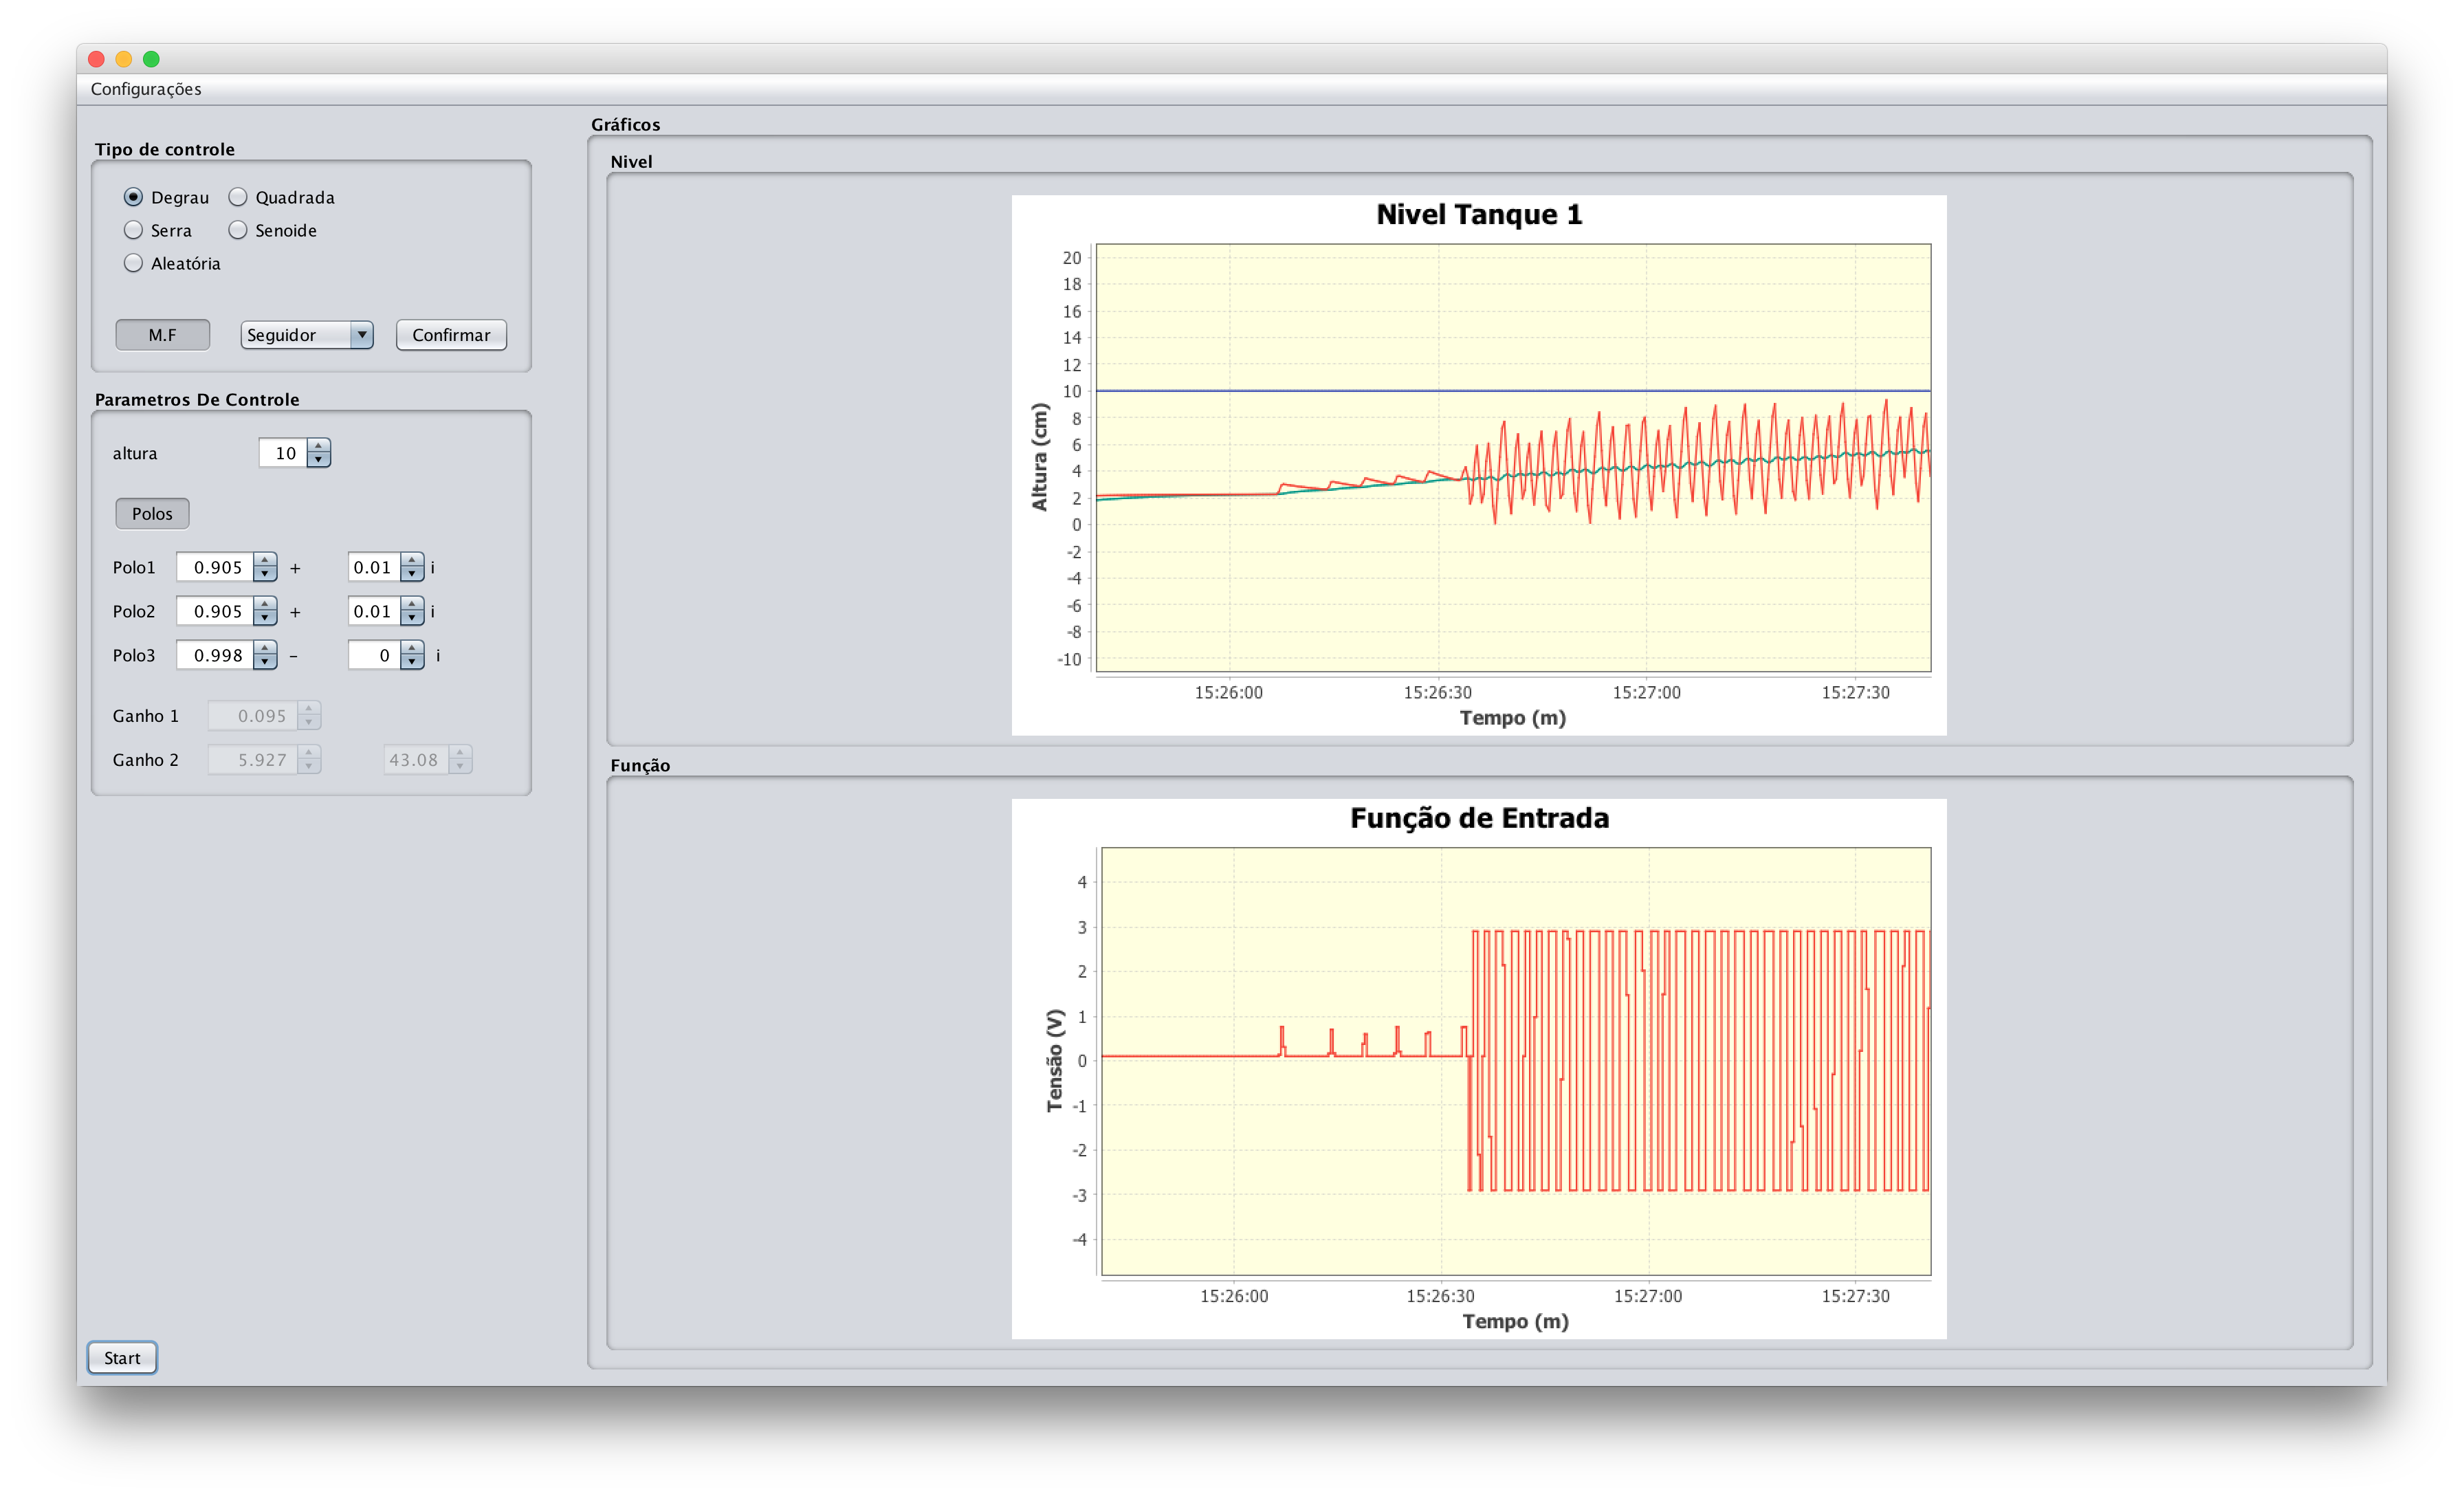 Configurações
Tipo de controle
Degrau Quadrada
Serra Senoide
Aleatória
M.F Seguidor Confirmar
Parametros De Controle
altura 10
Polos
Polo1 0.905 + 0.01 i
Polo2 0.905 + 0.01 i
Polo3 0.998 – 0 i
Ganho 1 0.095
Ganho 2 5.927 43.08
Start
Gráficos
Nivel
Nivel Tanque 1
Altura (cm)
20
18
16
14
12
10
8
6
4
2
0
-2
-4
-6
-8
-10
15:26:00 15:26:30 15:27:00 15:27:30
Tempo (m)
Função
Função de Entrada
Tensão (V)
4
3
2
1
0
-1
-2
-3
-4
15:26:00 15:26:30 15:27:00 15:27:30
Tempo (m)